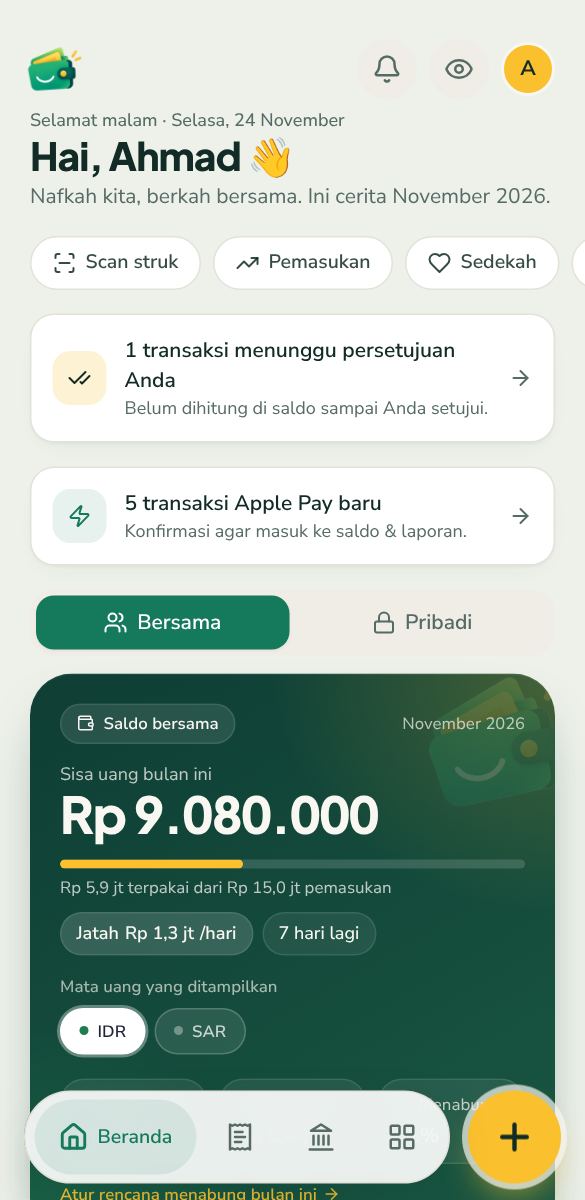 A
Selamat malam · Selasa, 24 November
Hai, Ahmad 👋
Nafkah kita, berkah bersama. Ini cerita November 2026.
Scan struk
Pemasukan
Sedekah
1 transaksi menunggu persetujuan
Anda
Belum dihitung di saldo sampai Anda setujui.
5 transaksi Apple Pay baru
Konfirmasi agar masuk ke saldo & laporan.
Bersama
Pribadi
Saldo bersama
November 2026
Sisa uang bulan ini
Rp 9.080.000
Rp 5,9 jt terpakai dari Rp 15,0 jt pemasukan
Jatah Rp 1,3 jt /hari
7 hari lagi
Mata uang yang ditampilkan
IDR
SAR
Beranda
%
Atur rencana menabung bulan ini →